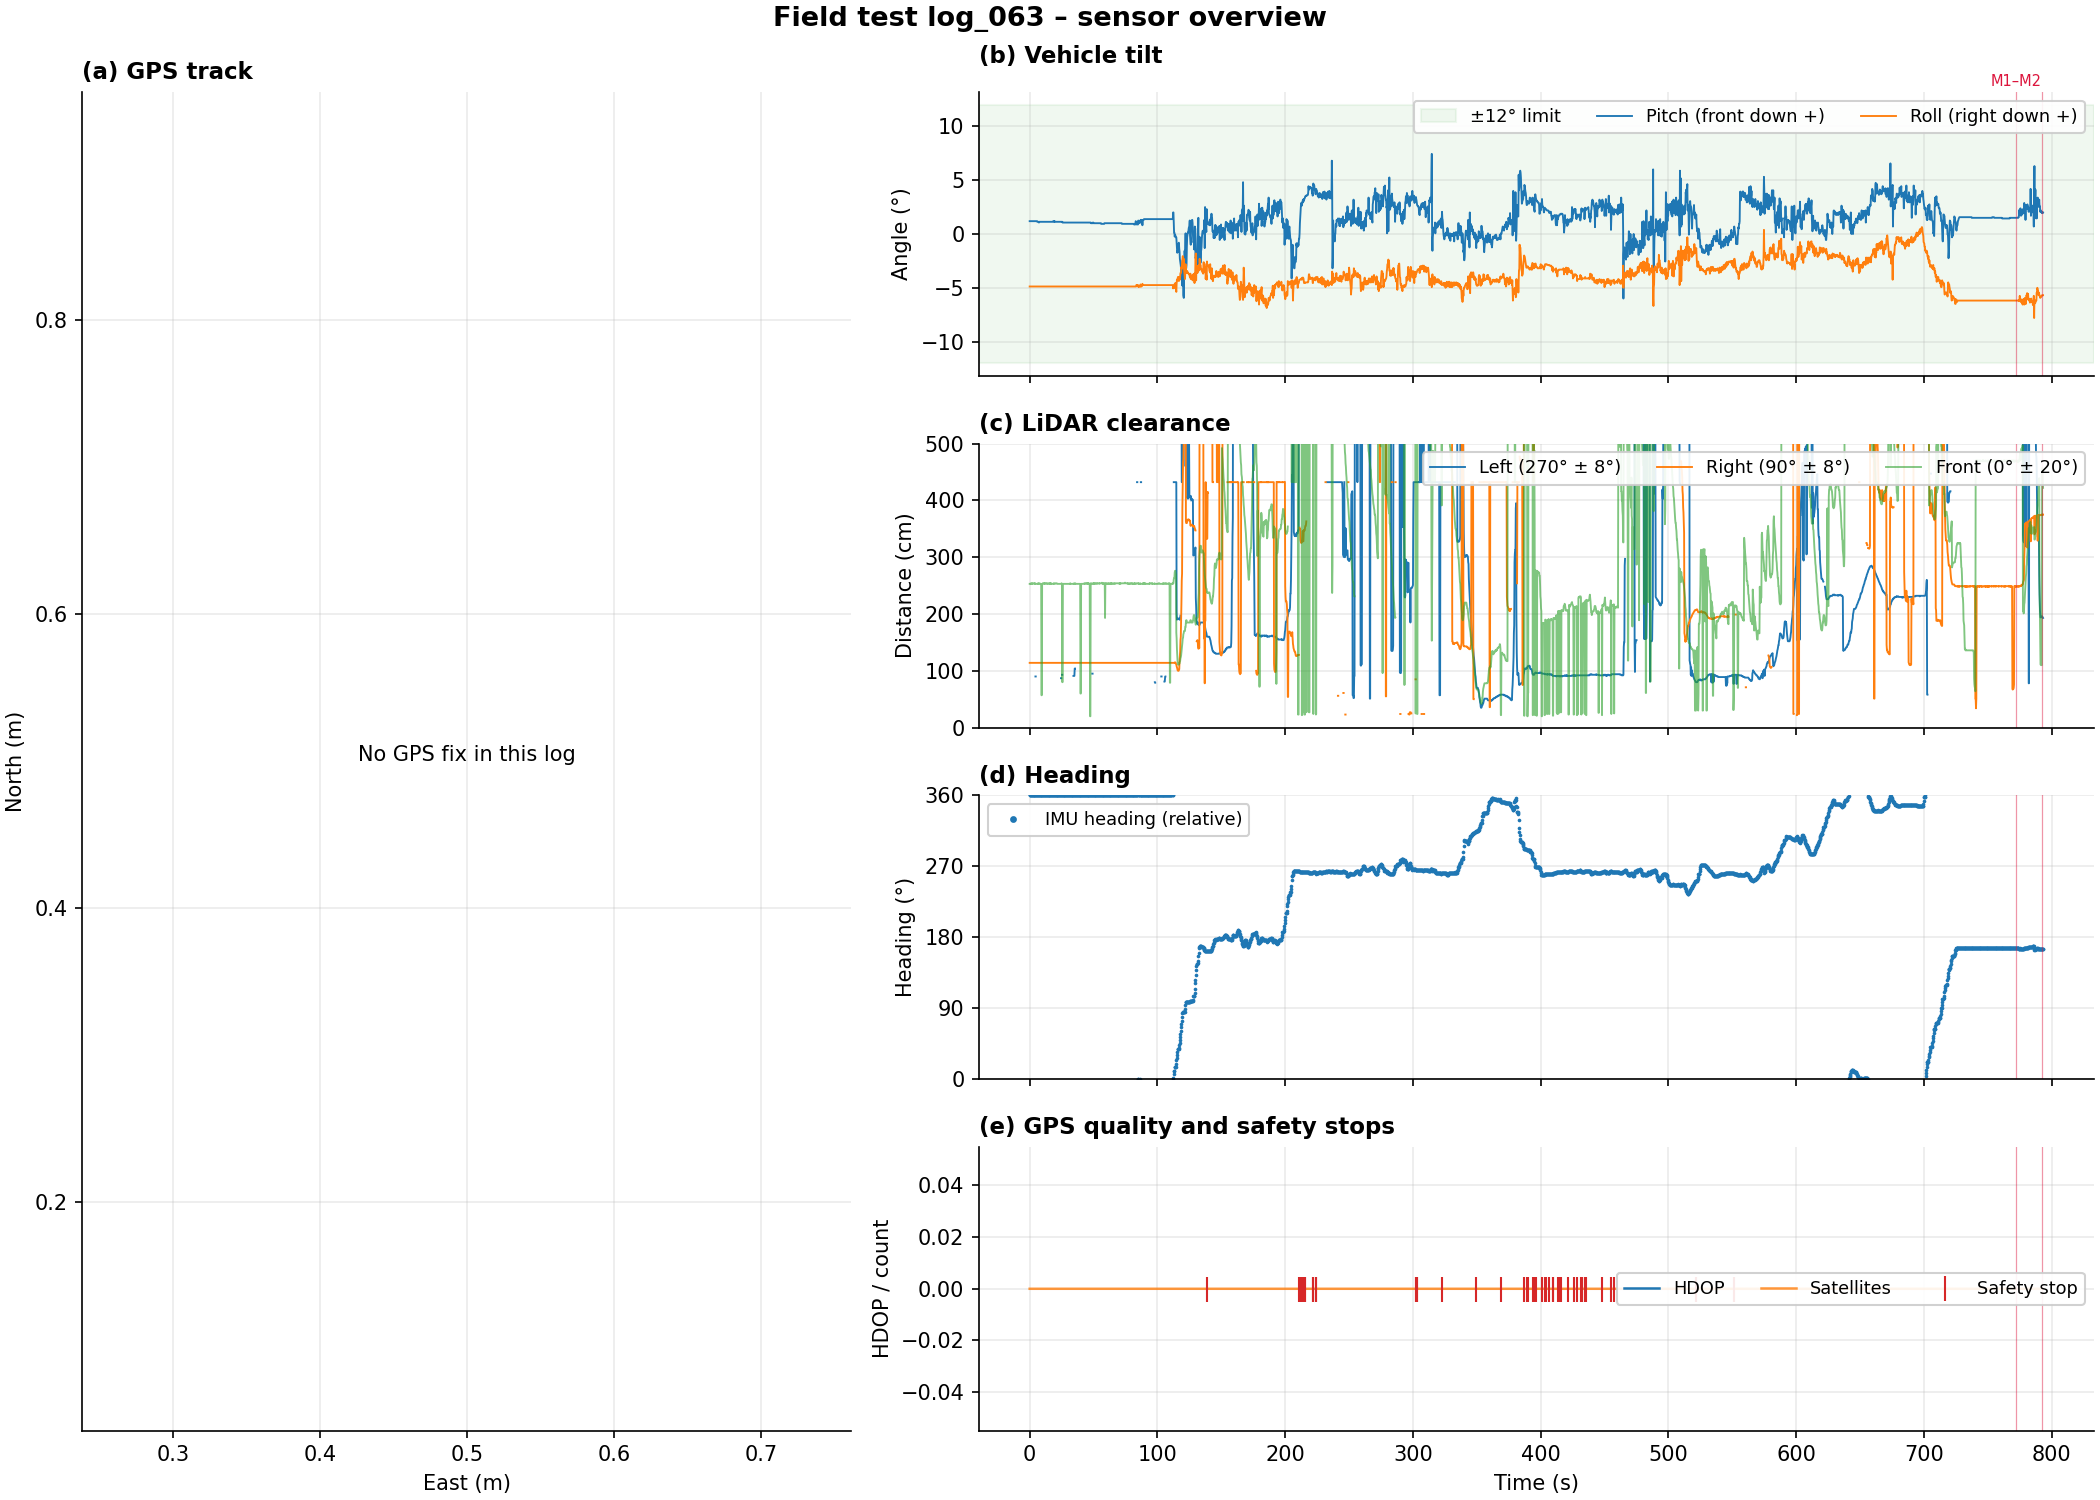 Field test log_063 – sensor overview
(a) GPS track
North (m)
0.8
0.6
0.4
0.2
No GPS fix in this log
0.3 0.4 0.5 0.6 0.7
East (m)
(b) Vehicle tilt
M1–M2
±12° limit Pitch (front down +) Roll (right down +)
Angle (°)
10
5
0
−5
−10
(c) LiDAR clearance
Left (270° ± 8°) Right (90° ± 8°) Front (0° ± 20°)
Distance (cm)
500
400
300
200
100
0
(d) Heading
IMU heading (relative)
Heading (°)
360
270
180
90
0
(e) GPS quality and safety stops
HDOP Satellites Safety stop
HDOP / count
0.04
0.02
0.00
−0.02
−0.04
0 100 200 300 400 500 600 700 800
Time (s)